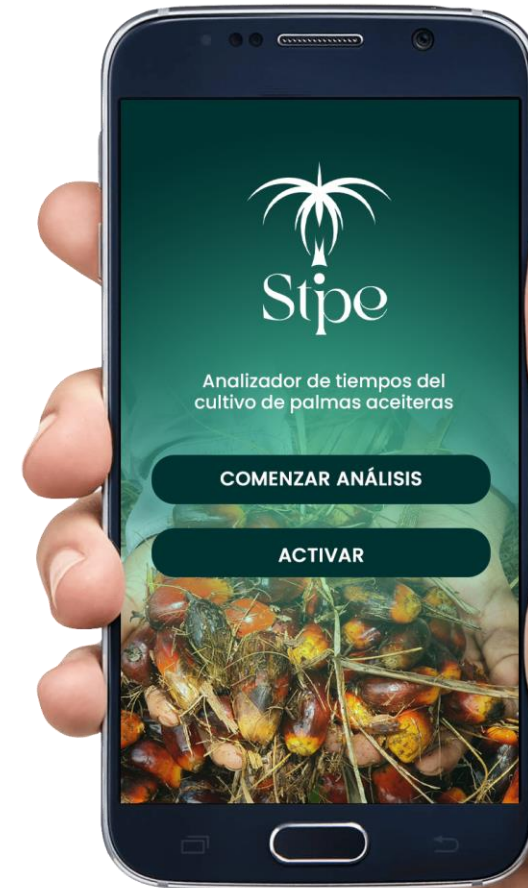 Stipe
Analizador de tiempos del
cultivo de palmas aceiteras
COMENZAR ANÁLISIS
ACTIVAR